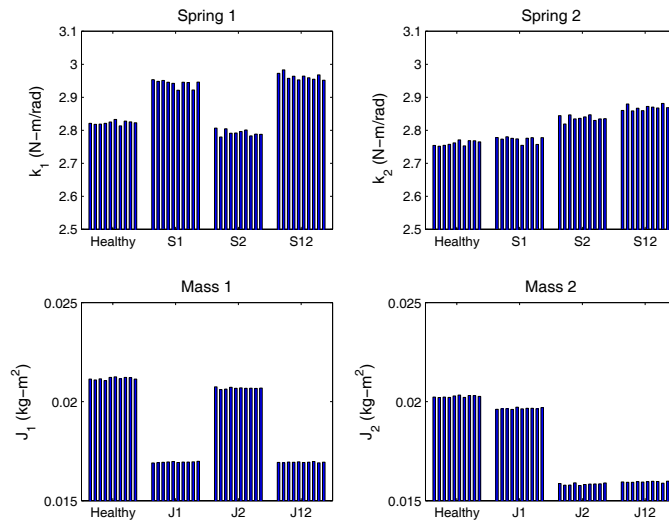 Spring 1
3.1
3
2.9
2.8
2.7
2.6
2.5
k₁ (N−m/rad)
Healthy S1 S2 S12
Spring 2
3.1
3
2.9
2.8
2.7
2.6
2.5
k₂ (N−m/rad)
Healthy S1 S2 S12
Mass 1
0.025
0.02
0.015
J₁ (kg−m²)
Healthy J1 J2 J12
Mass 2
0.025
0.02
0.015
J₂ (kg−m²)
Healthy J1 J2 J12